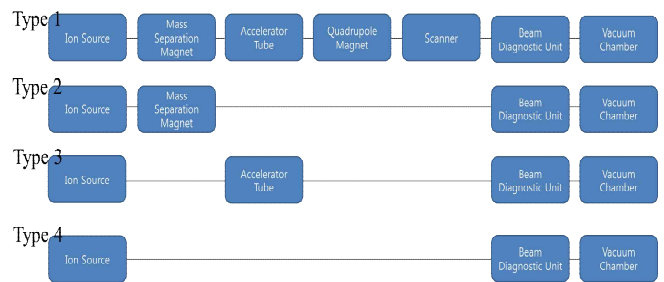 Type 1
Ion Source
Mass
Separation
Magnet
Accelerator
Tube
Quadrupole
Magnet
Scanner
Beam
Diagnostic Unit
Vacuum
Chamber
Type 2
Ion Source
Mass
Separation
Magnet
Beam
Diagnostic Unit
Vacuum
Chamber
Type 3
Ion Source
Accelerator
Tube
Beam
Diagnostic Unit
Vacuum
Chamber
Type 4
Ion Source
Beam
Diagnostic Unit
Vacuum
Chamber